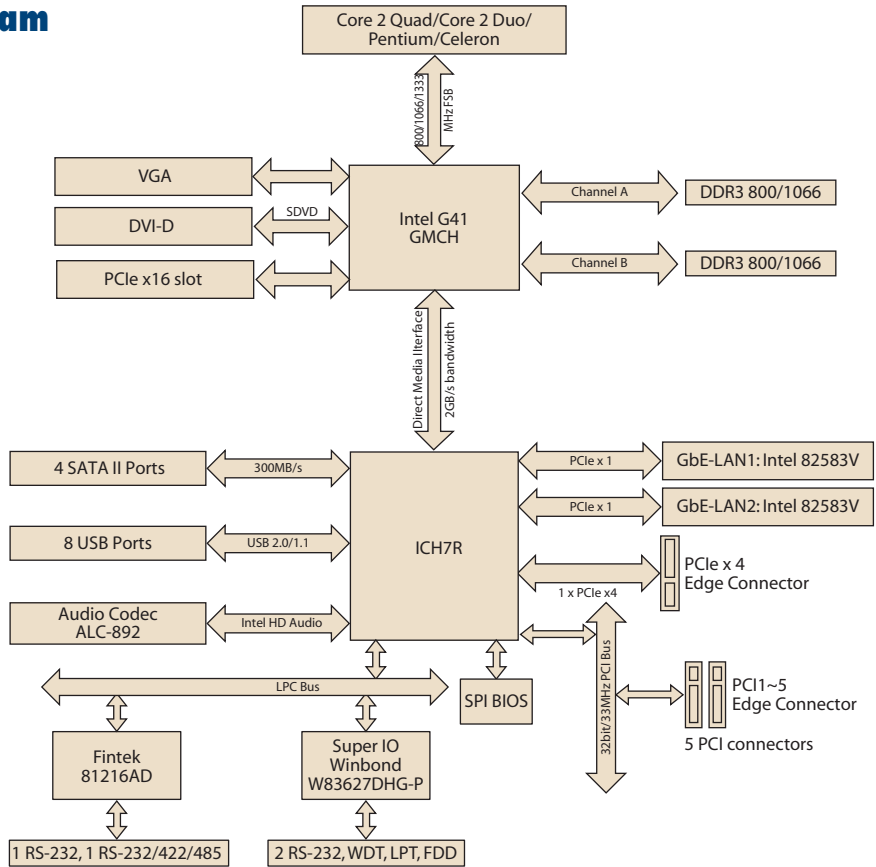 am
Core 2 Quad/Core 2 Duo/
Pentium/Celeron
800/1066/1333
MHz FSB
VGA
SDVD
DVI-D
PCIe x16 slot
Intel G41
GMCH
Channel A
DDR3 800/1066
Channel B
DDR3 800/1066
Direct Media IIterface
2GB/s bandwidth
4 SATA II Ports
300MB/s
8 USB Ports
USB 2.0/1.1
Audio Codec
ALC-892
Intel HD Audio
ICH7R
PCIe x 1
GbE-LAN1: Intel 82583V
PCIe x 1
GbE-LAN2: Intel 82583V
1 x PCIe x4
PCIe x 4
Edge Connector
32bit/33MHz PCI Bus
PCI1~5
Edge Connector
5 PCI connectors
LPC Bus
SPI BIOS
Fintek
81216AD
Super IO
Winbond
W83627DHG-P
1 RS-232, 1 RS-232/422/485
2 RS-232, WDT, LPT, FDD